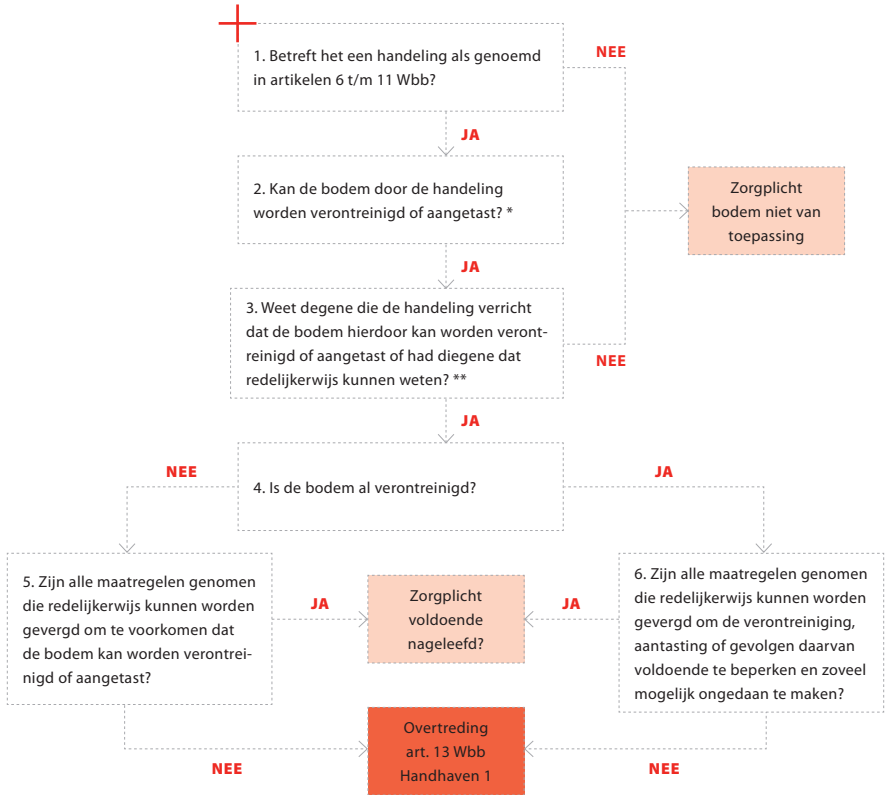 1. Betreft het een handeling als genoemd
in artikelen 6 t/m 11 Wbb?
NEE
JA
2. Kan de bodem door de handeling
worden verontreinigd of aangetast? *
Zorgplicht
bodem niet van
toepassing
JA
3. Weet degene die de handeling verricht
dat de bodem hierdoor kan worden veront-
reinigd of aangetast of had diegene dat
redelijkerwijs kunnen weten? **
NEE
JA
NEE
4. Is de bodem al verontreinigd?
JA
5. Zijn alle maatregelen genomen
die redelijkerwijs kunnen worden
gevergd om te voorkomen dat
de bodem kan worden verontrei-
nigd of aangetast?
JA
Zorgplicht
voldoende
nageleefd?
JA
6. Zijn alle maatregelen genomen
die redelijkerwijs kunnen worden
gevergd om de verontreiniging,
aantasting of gevolgen daarvan
voldoende te beperken en zoveel
mogelijk ongedaan te maken?
NEE
Overtreding
art. 13 Wbb
Handhaven 1
NEE